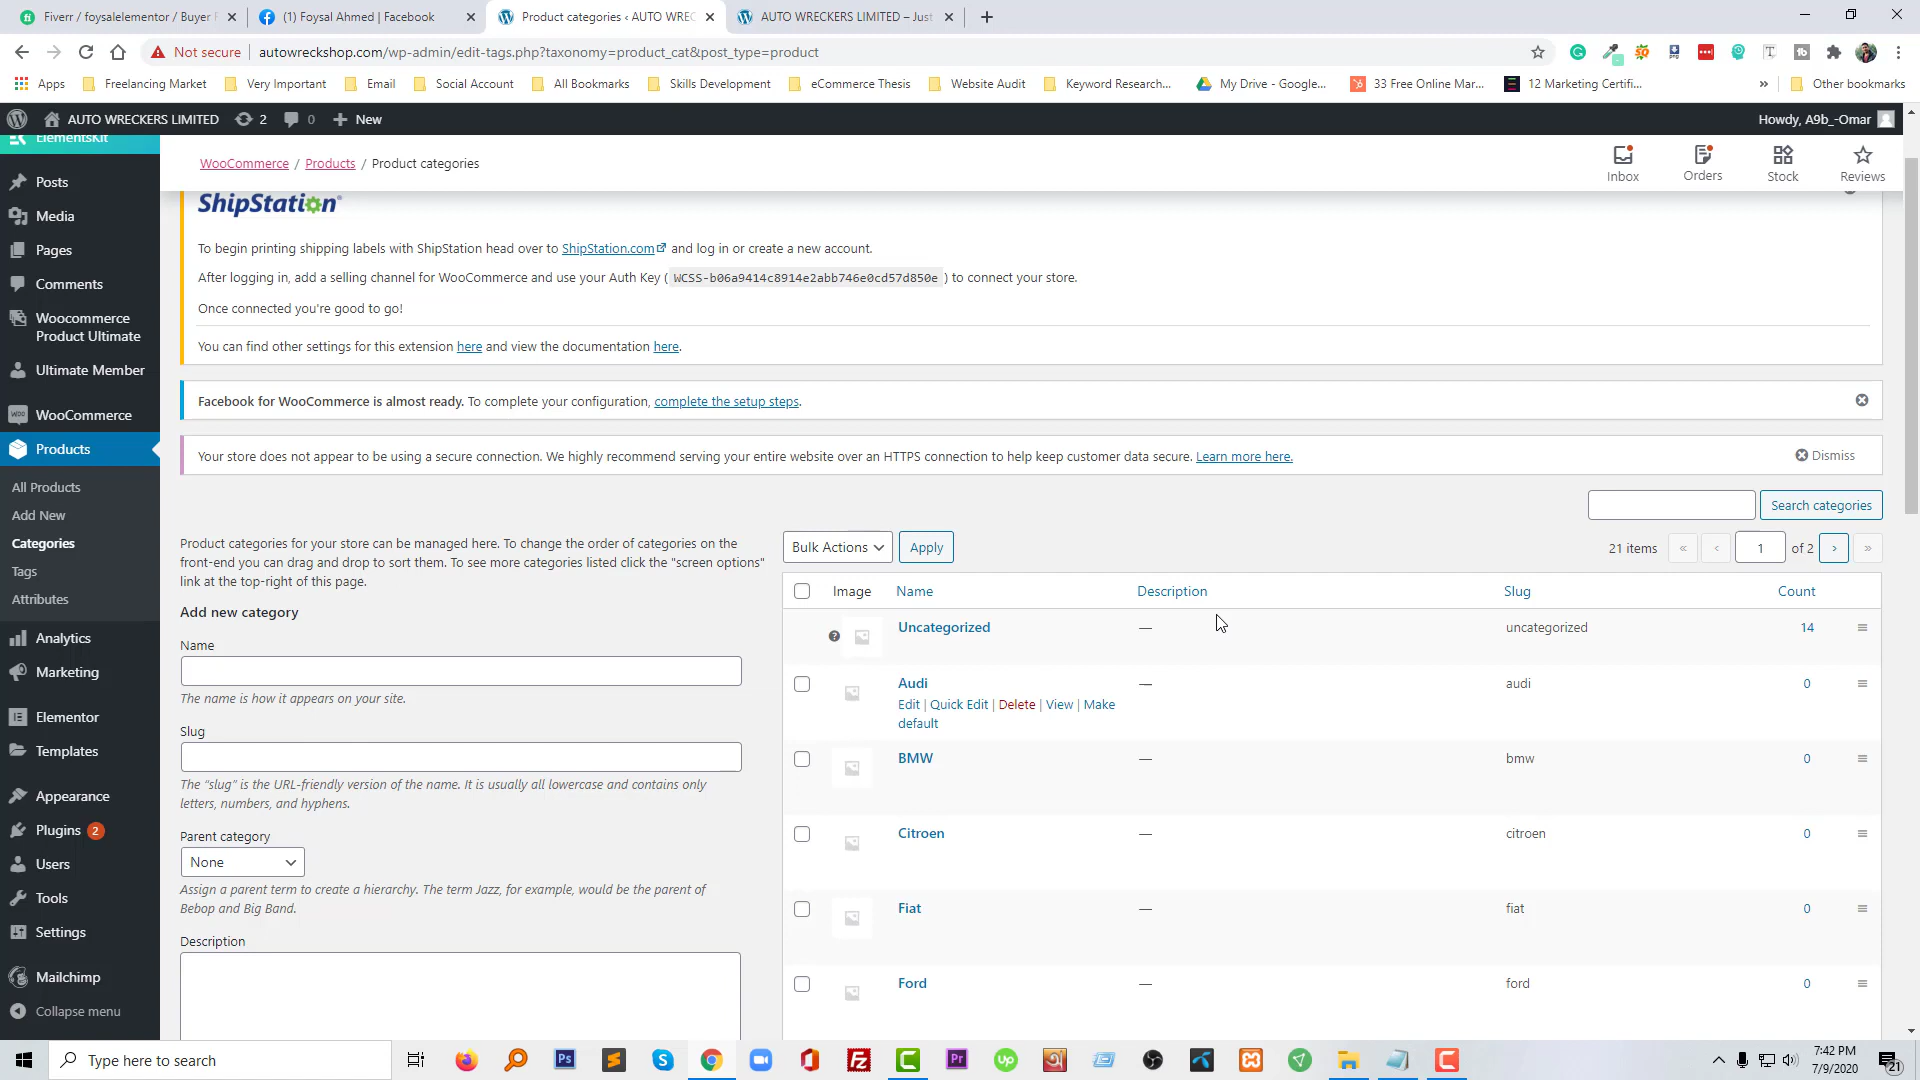 Fiverr / foysalelementor / Buyer
(1) Foysal Ahmed | Facebook
Product categories ‹ AUTO WREC
AUTO WRECKERS LIMITED – Just
Not secure
autowreckshop.com/wp-admin/edit-tags.php?taxonomy=product_cat&post_type=product
Apps
Freelancing Market
Very Important
Email
Social Account
All Bookmarks
Skills Development
eCommerce Thesis
Website Audit
Keyword Research...
My Drive - Google...
33 Free Online Mar...
12 Marketing Certifi...
»
Other bookmarks
AUTO WRECKERS LIMITED
2
0
New
Howdy, A9b_-Omar
ElementsKit
Posts
Media
Pages
Comments
Woocommerce
Product Ultimate
Ultimate Member
WooCommerce
Products
All Products
Add New
Categories
Tags
Attributes
Analytics
Marketing
Elementor
Templates
Appearance
Plugins 2
Users
Tools
Settings
Mailchimp
Collapse menu
WooCommerce / Products / Product categories
Inbox
Orders
Stock
Reviews
ShipStation®
To begin printing shipping labels with ShipStation head over to ShipStation.com and log in or create a new account.
After logging in, add a selling channel for WooCommerce and use your Auth Key ( WCSS-b06a9414c8914e2abb746e0cd57d850e ) to connect your store.
Once connected you're good to go!
You can find other settings for this extension here and view the documentation here.
Facebook for WooCommerce is almost ready. To complete your configuration, complete the setup steps.
Your store does not appear to be using a secure connection. We highly recommend serving your entire website over an HTTPS connection to help keep customer data secure. Learn more here.
Dismiss
Search categories
Product categories for your store can be managed here. To change the order of categories on the
front-end you can drag and drop to sort them. To see more categories listed click the "screen options"
link at the top-right of this page.
Add new category
Name
The name is how it appears on your site.
Slug
The “slug” is the URL-friendly version of the name. It is usually all lowercase and contains only
letters, numbers, and hyphens.
Parent category
None
Assign a parent term to create a hierarchy. The term Jazz, for example, would be the parent of
Bebop and Big Band.
Description
Bulk Actions
Apply
21 items « ‹ 1 of 2 › »
Image Name Description Slug Count
Uncategorized — uncategorized 14
Audi — audi 0
Edit | Quick Edit | Delete | View | Make
default
BMW — bmw 0
Citroen — citroen 0
Fiat — fiat 0
Ford — ford 0
Type here to search
7:42 PM
7/9/2020
21